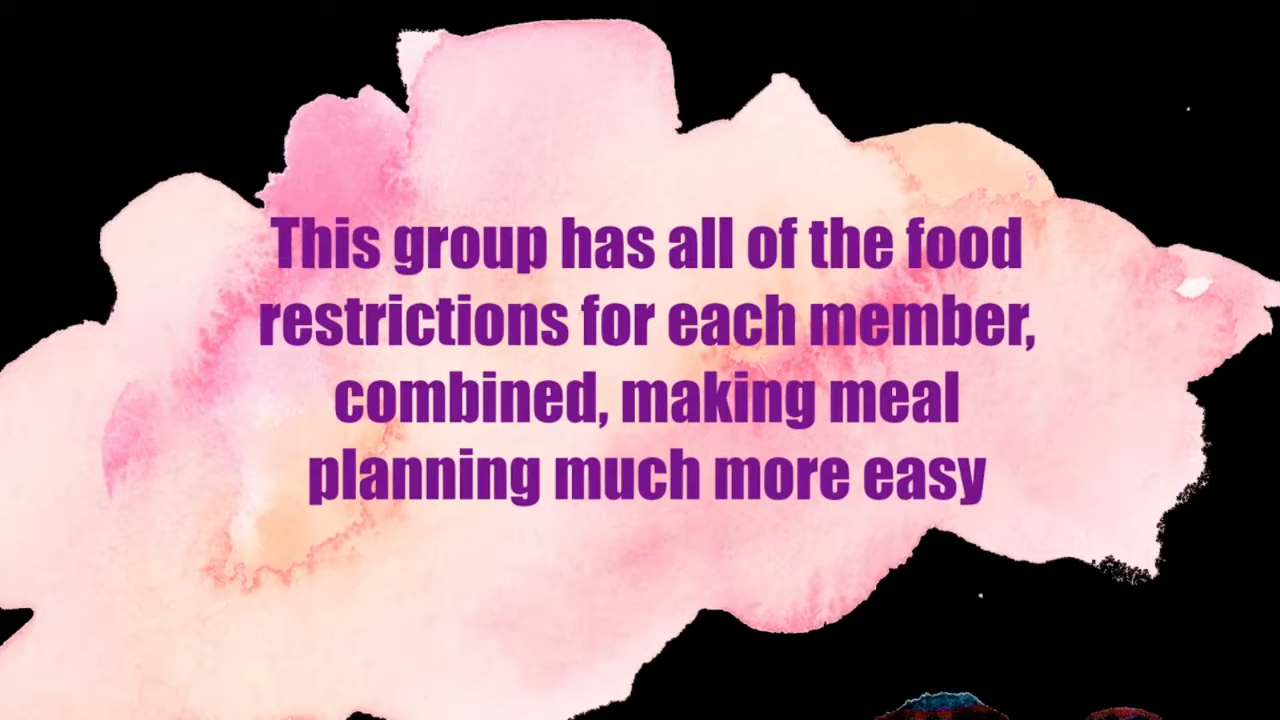 This group has all of the food
restrictions for each member,
combined, making meal
planning much more easy